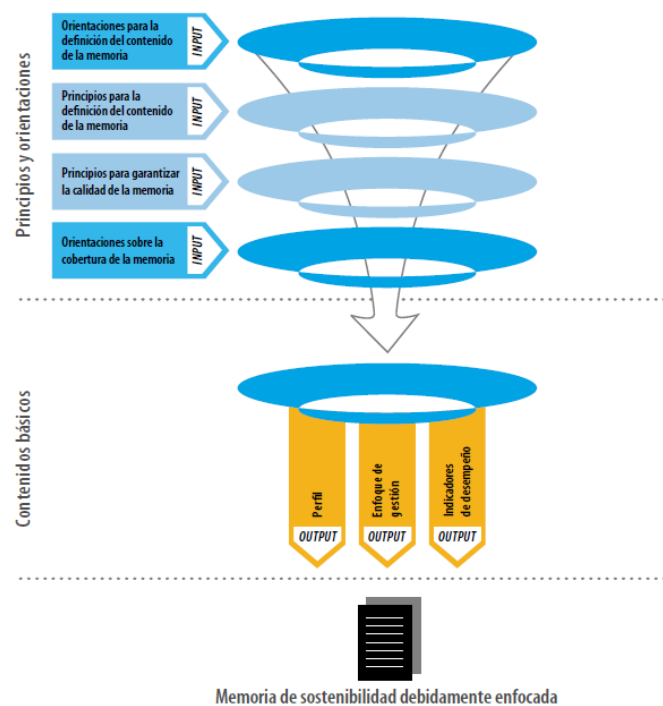 Principios y orientaciones
Orientaciones para la
definición del contenido
de la memoria
INPUT
Principios para la
definición del contenido
de la memoria
INPUT
Principios para garantizar
la calidad de la memoria
INPUT
Orientaciones sobre la
cobertura de la memoria
INPUT
Contenidos básicos
Perfil
OUTPUT
Enfoque de
gestión
OUTPUT
Indicadores
de desempeño
OUTPUT
Memoria de sostenibilidad debidamente enfocada